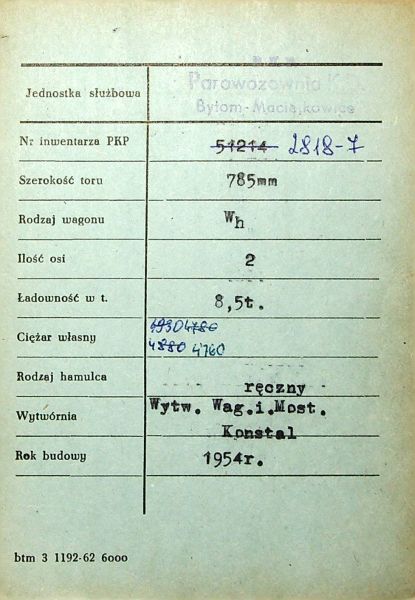 P.K.P.
Jednostka służbowa Parowozownia K.D.
Bytom-Maciejkowice
Nr inwentarza PKP 51214 2818-7
Szerokość toru 785mm
Rodzaj wagonu Wh
Ilość osi 2
Ładowność w t. 8,5t.
4930 4780
Ciężar własny
4880 4760
Rodzaj hamulca ręczny
Wytwórnia Wytw. Wag.i.Most.
Konstal
Rok budowy 1954r.
btm 3 1192-62 6000